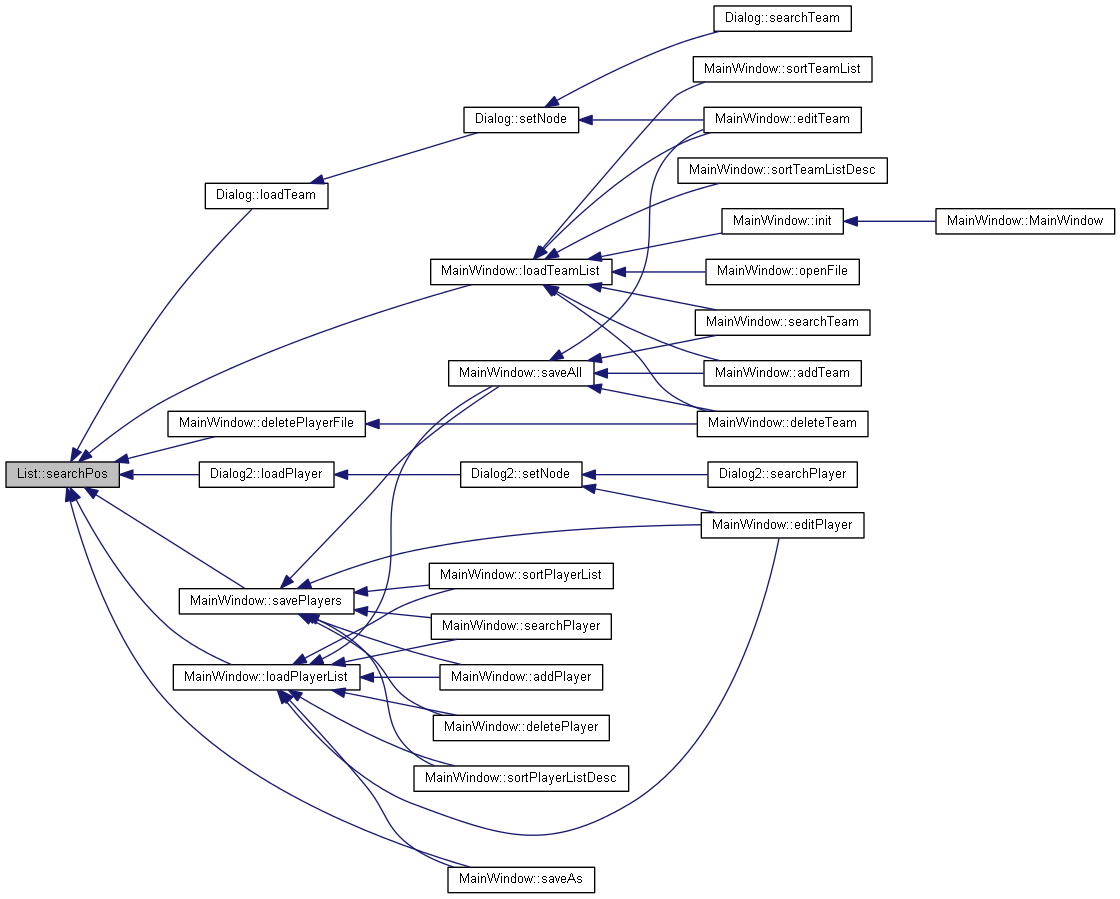 Dialog::searchTeam
MainWindow::sortTeamList
Dialog::setNode
MainWindow::editTeam
MainWindow::sortTeamListDesc
Dialog::loadTeam
MainWindow::init
MainWindow::MainWindow
MainWindow::loadTeamList
MainWindow::openFile
MainWindow::searchTeam
MainWindow::saveAll
MainWindow::addTeam
MainWindow::deletePlayerFile
MainWindow::deleteTeam
List::searchPos
Dialog2::loadPlayer
Dialog2::setNode
Dialog2::searchPlayer
MainWindow::editPlayer
MainWindow::sortPlayerList
MainWindow::savePlayers
MainWindow::searchPlayer
MainWindow::loadPlayerList
MainWindow::addPlayer
MainWindow::deletePlayer
MainWindow::sortPlayerListDesc
MainWindow::saveAs